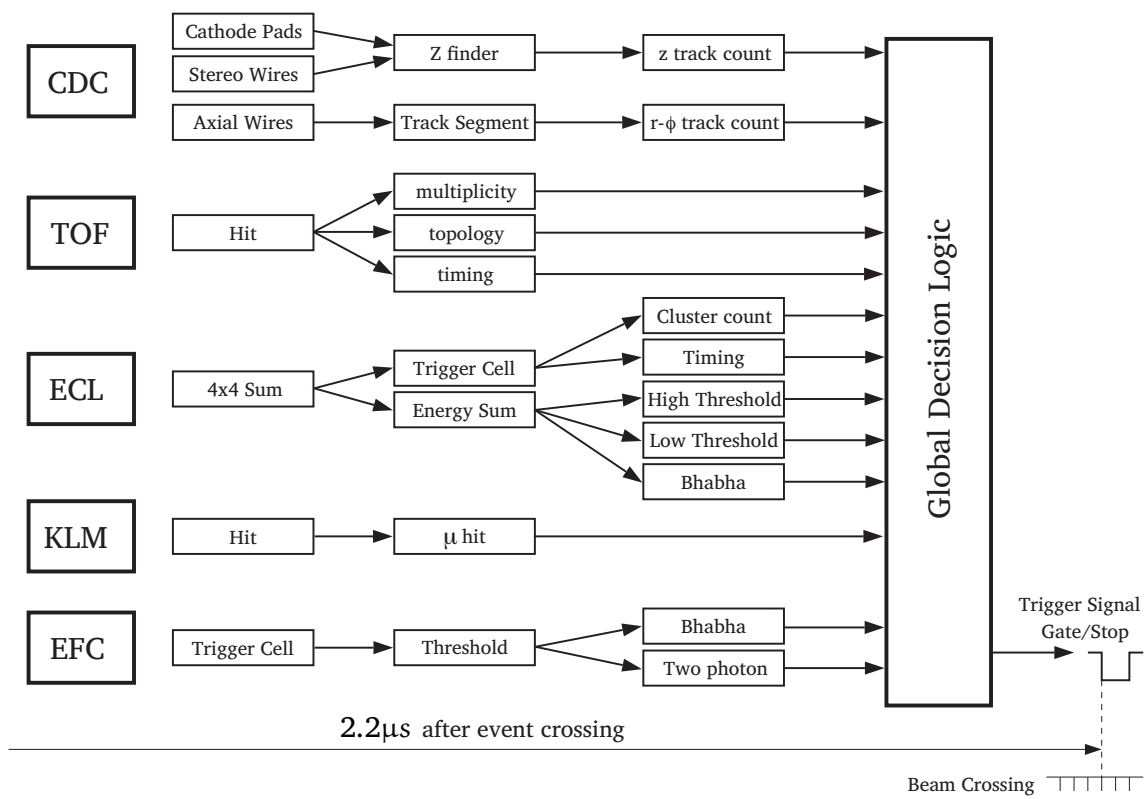 CDC
Cathode Pads
Stereo Wires
Axial Wires
Z finder
Track Segment
z track count
r-ϕ track count
TOF
Hit
multiplicity
topology
timing
ECL
4x4 Sum
Trigger Cell
Energy Sum
Cluster count
Timing
High Threshold
Low Threshold
Bhabha
KLM
Hit
μ hit
EFC
Trigger Cell
Threshold
Bhabha
Two photon
Global Decision Logic
Trigger Signal
Gate/Stop
2.2μs after event crossing
Beam Crossing